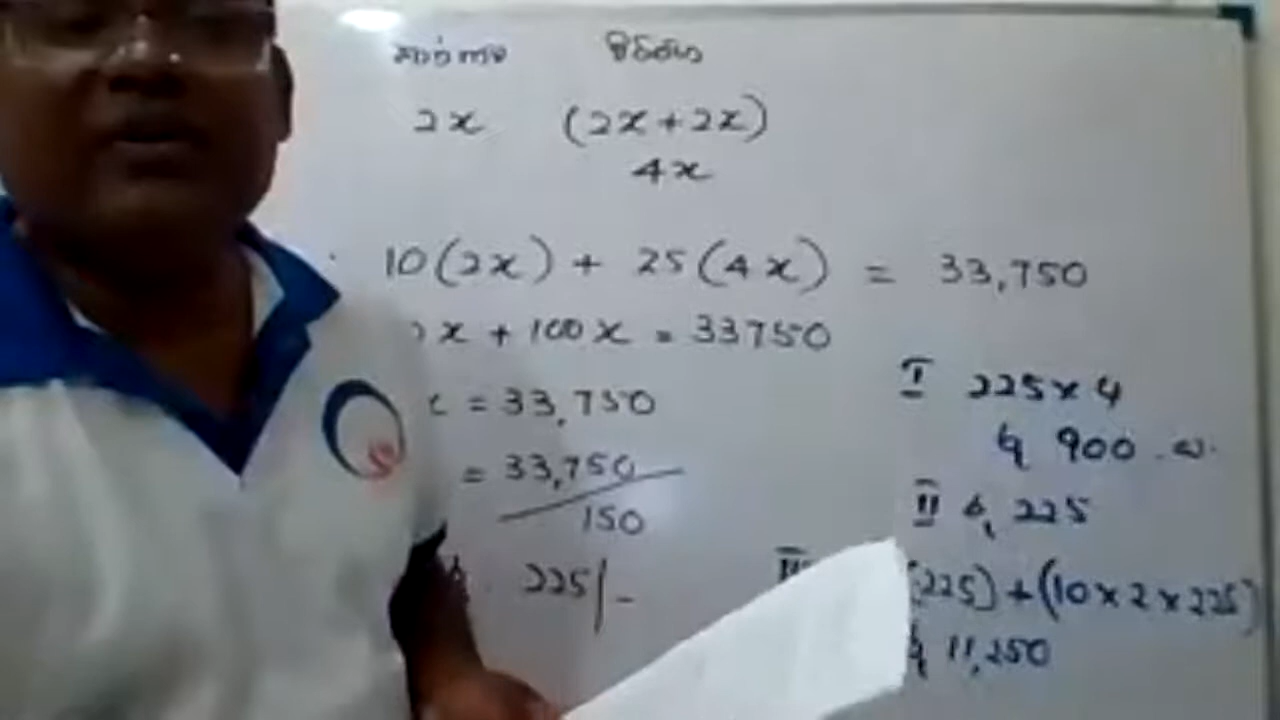 2x (2x+2x)
4x
10(2x) + 25(4x) = 33,750
x + 100x = 33750
= 33,750
= 33,750
150
225/-
I 225 x 4
රු 900
II රු 225
III 225) + (10 x 2 x 225)
රු 11,250